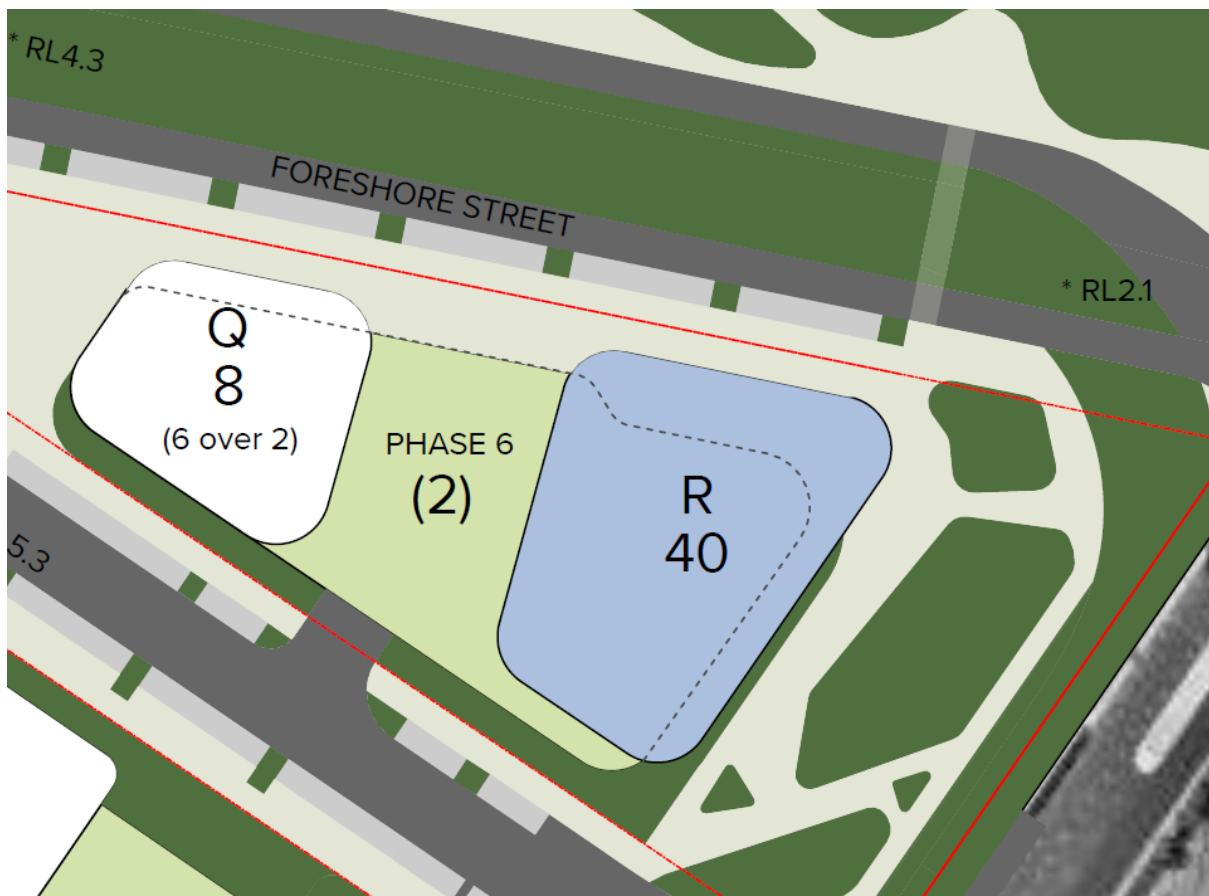 * RL4.3
FORESHORE STREET
* RL2.1
Q
8
(6 over 2)
PHASE 6
(2)
R
40
5.3